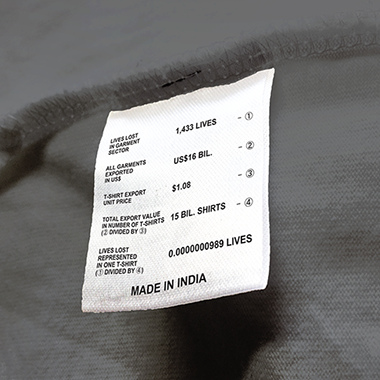 LIVES LOST
IN GARMENT
SECTOR
1,433 LIVES
- ①
ALL GARMENTS
EXPORTED
IN US$
US$16 BIL.
- ②
T-SHIRT EXPORT
UNIT PRICE
$1.08
- ③
TOTAL EXPORT VALUE
IN NUMBER OF T-SHIRTS
(② DIVIDED BY ③)
15 BIL. SHIRTS
- ④
LIVES LOST
REPRESENTED
IN ONE T-SHIRT
(① DIVIDED BY ④)
0.0000000989 LIVES
MADE IN INDIA